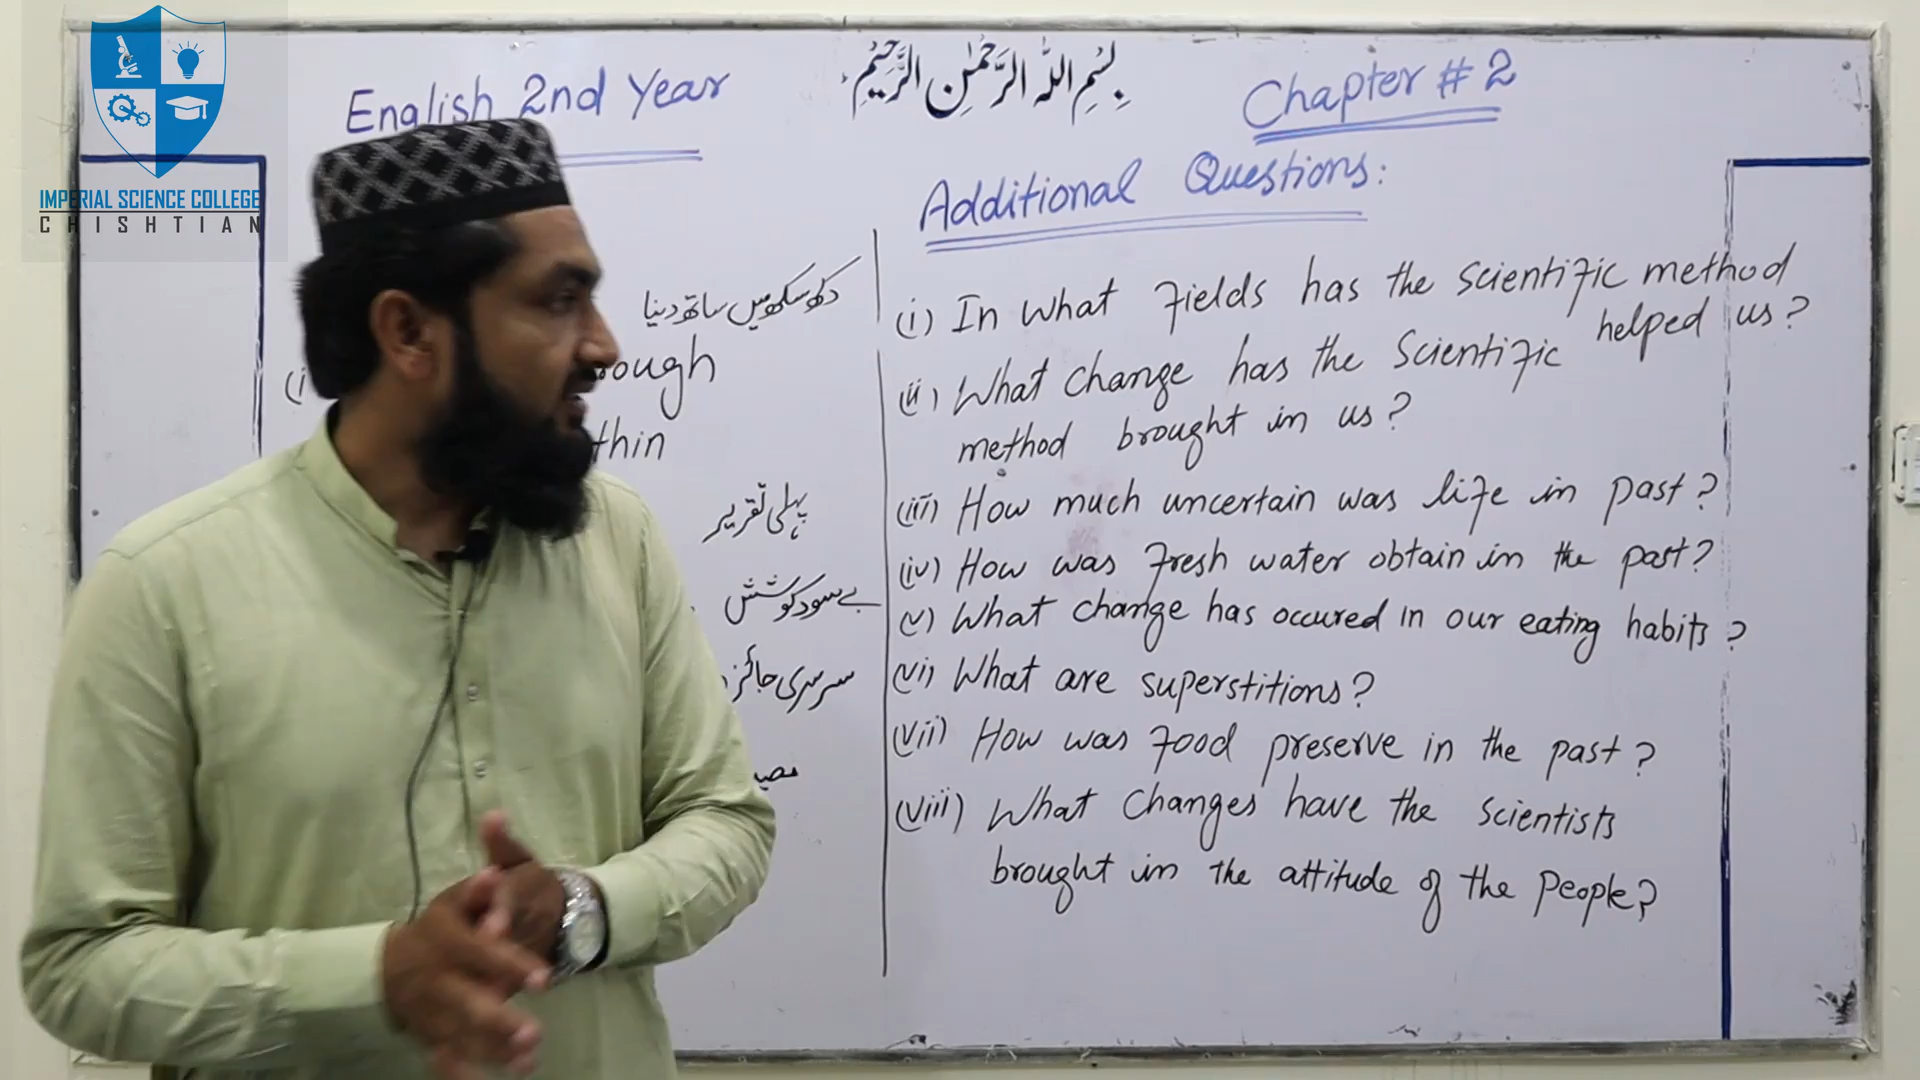 IMPERIAL SCIENCE COLLEGE
CHISHTIAN
English 2nd Year
بِسْمِ اللّٰہِ الرَّحْمٰنِ الرَّحِیْمِ
Chapter # 2
دکھ سکھ میں ساتھ دینا
thin
پہلی تقریر
بے سود کوشش
سرسری جائزہ
Additional Questions:
(i) In what fields has the scientific method
helped us?
(ii) What change has the Scientific
method brought in us?
(iii) How much uncertain was life in past?
(iv) How was fresh water obtain in the past?
(v) What change has occured in our eating habits?
(vi) What are superstitions?
(vii) How was food preserve in the past?
(viii) What changes have the scientists
brought in the attitude of the People?